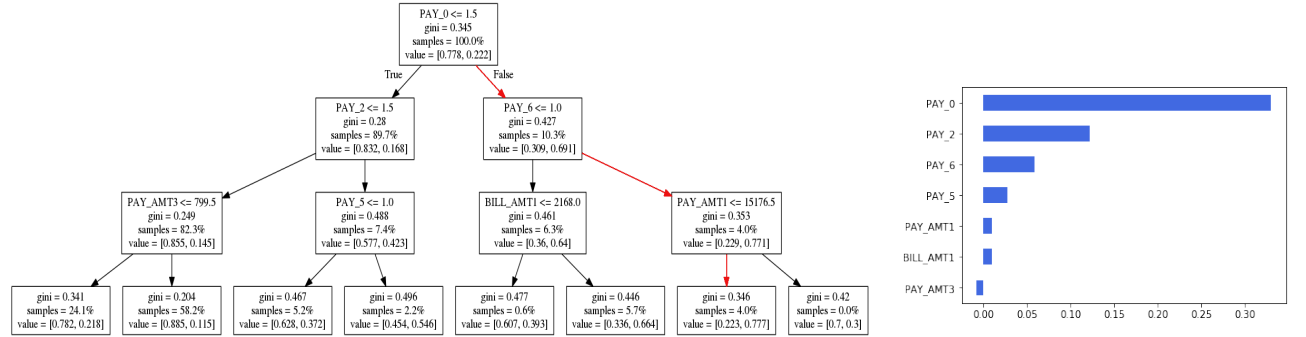 PAY_0 <= 1.5
gini = 0.345
samples = 100.0%
value = [0.778, 0.222]
True
False
PAY_2 <= 1.5
gini = 0.28
samples = 89.7%
value = [0.832, 0.168]
PAY_6 <= 1.0
gini = 0.427
samples = 10.3%
value = [0.309, 0.691]
PAY_AMT3 <= 799.5
gini = 0.249
samples = 82.3%
value = [0.855, 0.145]
PAY_5 <= 1.0
gini = 0.488
samples = 7.4%
value = [0.577, 0.423]
BILL_AMT1 <= 2168.0
gini = 0.461
samples = 6.3%
value = [0.36, 0.64]
PAY_AMT1 <= 15176.5
gini = 0.353
samples = 4.0%
value = [0.229, 0.771]
gini = 0.341
samples = 24.1%
value = [0.782, 0.218]
gini = 0.204
samples = 58.2%
value = [0.885, 0.115]
gini = 0.467
samples = 5.2%
value = [0.628, 0.372]
gini = 0.496
samples = 2.2%
value = [0.454, 0.546]
gini = 0.477
samples = 0.6%
value = [0.607, 0.393]
gini = 0.446
samples = 5.7%
value = [0.336, 0.664]
gini = 0.346
samples = 4.0%
value = [0.223, 0.777]
gini = 0.42
samples = 0.0%
value = [0.7, 0.3]
PAY_0
PAY_2
PAY_6
PAY_5
PAY_AMT1
BILL_AMT1
PAY_AMT3
0.00 0.05 0.10 0.15 0.20 0.25 0.30